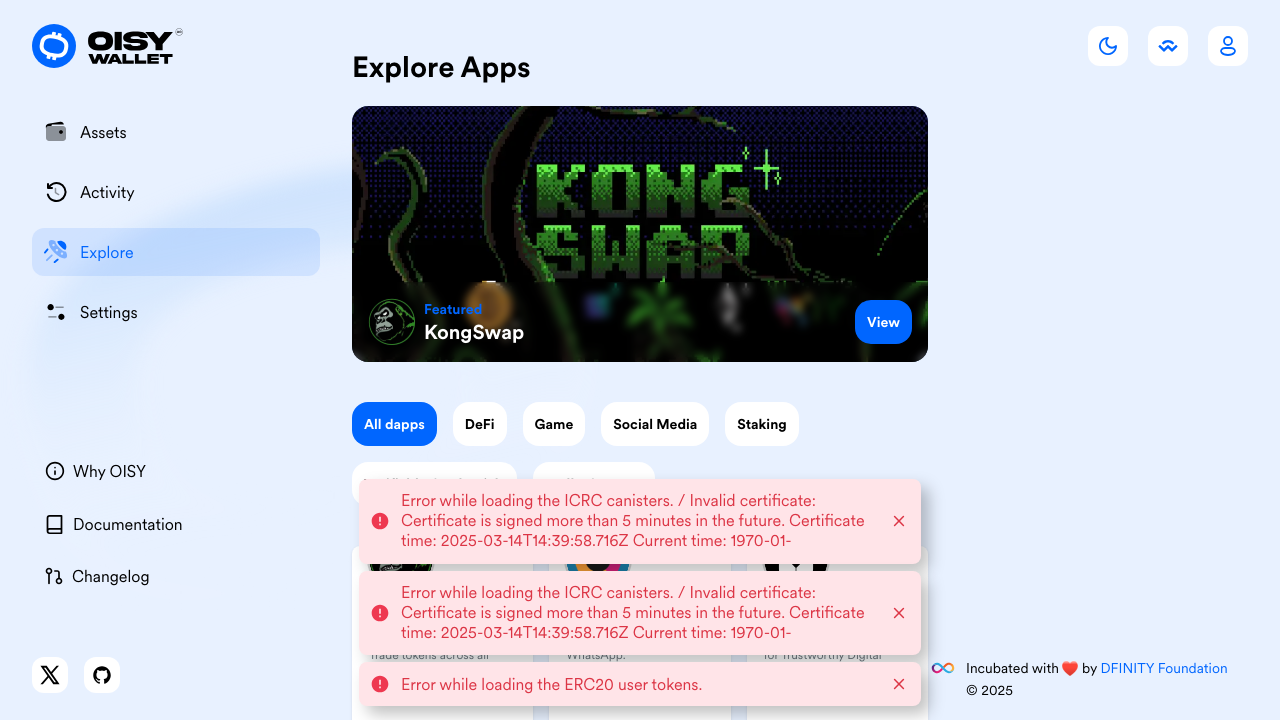 OISY
WALLET
Explore Apps
Assets
Activity
Explore
Settings
KONG
SWAP
Featured
KongSwap
View
All dapps
DeFi
Game
Social Media
Staking
Why OISY
Documentation
Changelog
Error while loading the ICRC canisters. / Invalid certificate:
Certificate is signed more than 5 minutes in the future. Certificate
time: 2025-03-14T14:39:58.716Z Current time: 1970-01-
Error while loading the ICRC canisters. / Invalid certificate:
Certificate is signed more than 5 minutes in the future. Certificate
time: 2025-03-14T14:39:58.716Z Current time: 1970-01-
Trade tokens across all
WhatsApp.
for Trustworthy Digital
Error while loading the ERC20 user tokens.
Incubated with ❤️ by DFINITY Foundation
© 2025